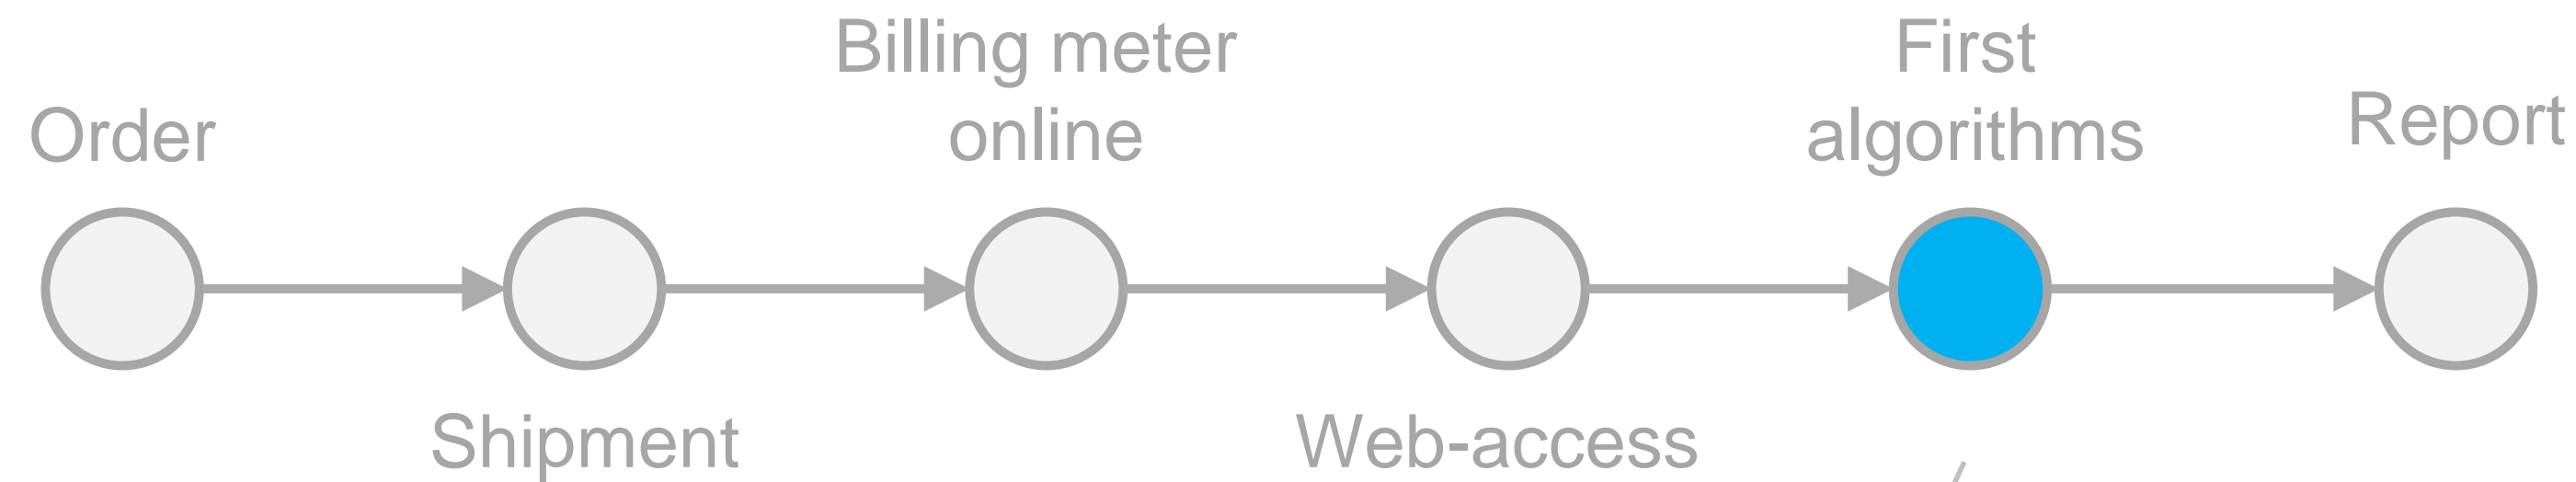 Order
Shipment
Billing meter
online
Web-access
First
algorithms
Report